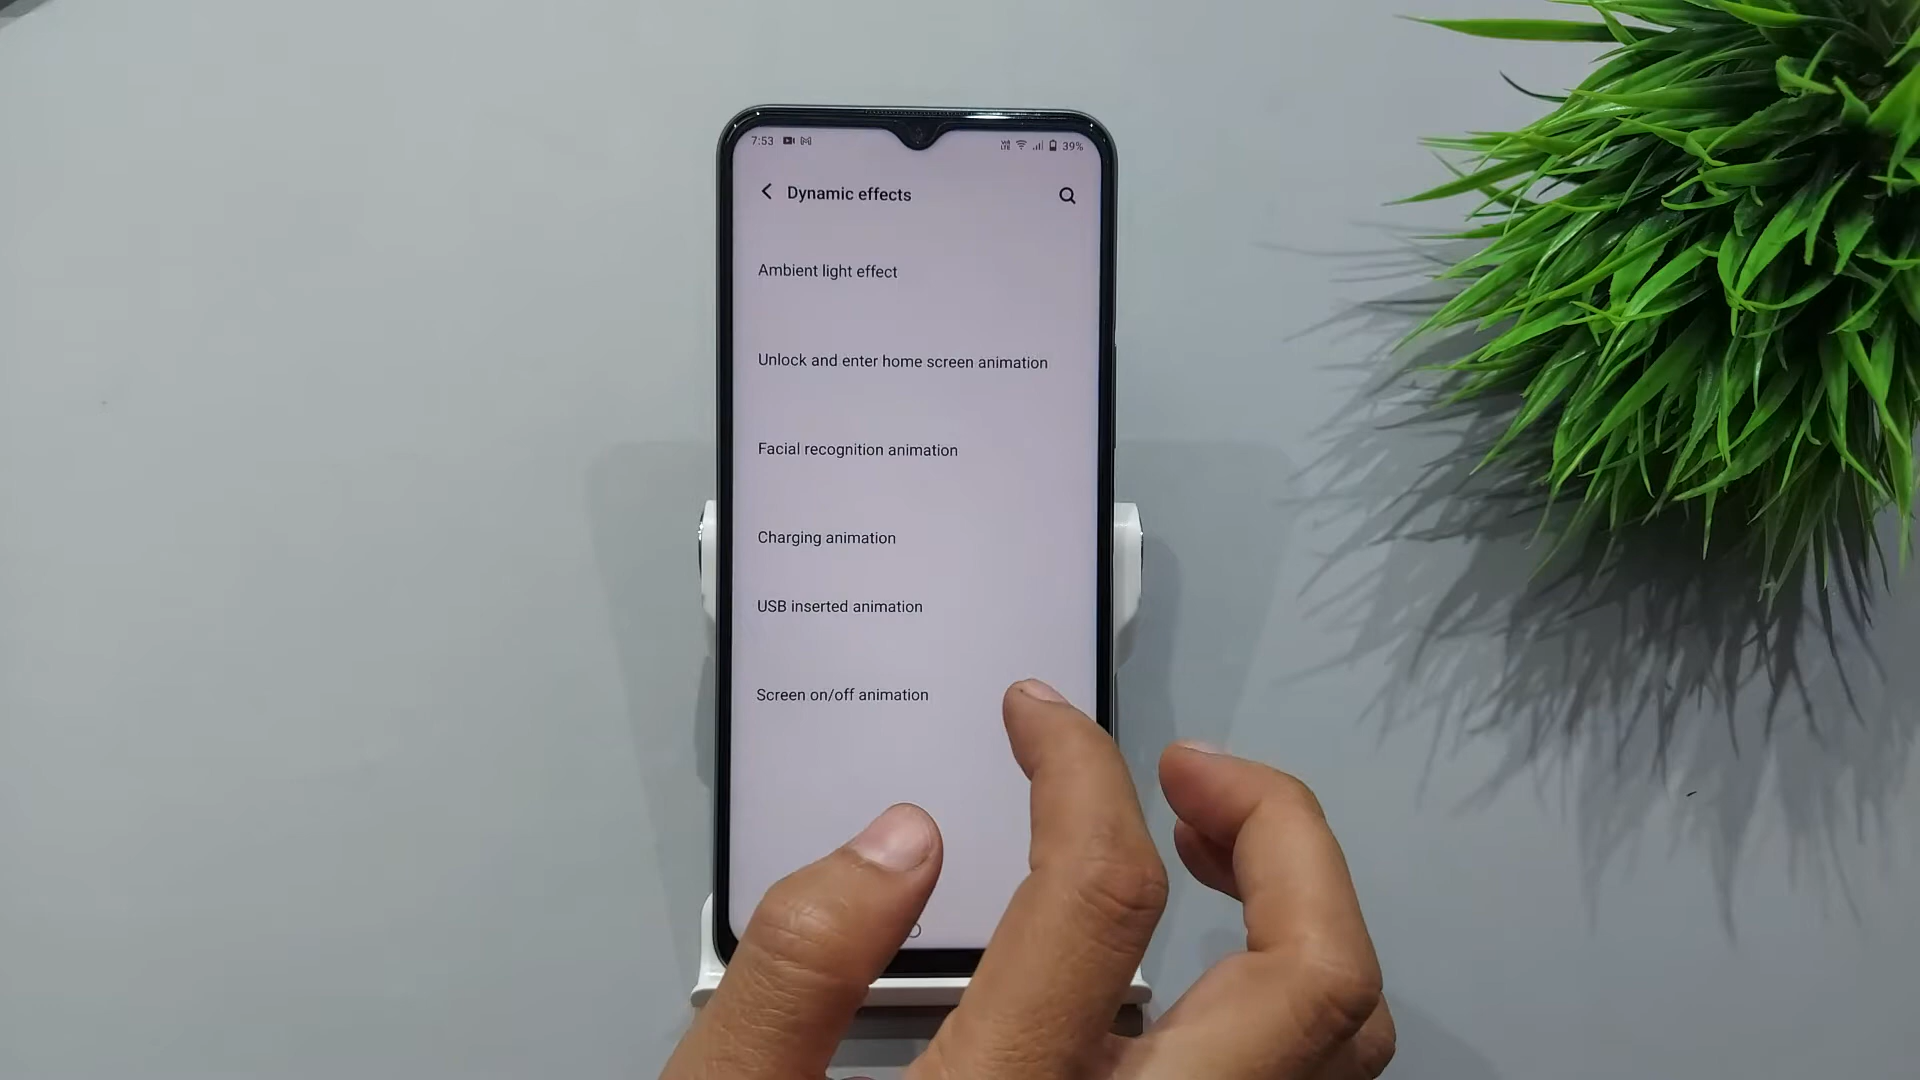 7:53
39%
Dynamic effects
Ambient light effect
Unlock and enter home screen animation
Facial recognition animation
Charging animation
USB inserted animation
Screen on/off animation